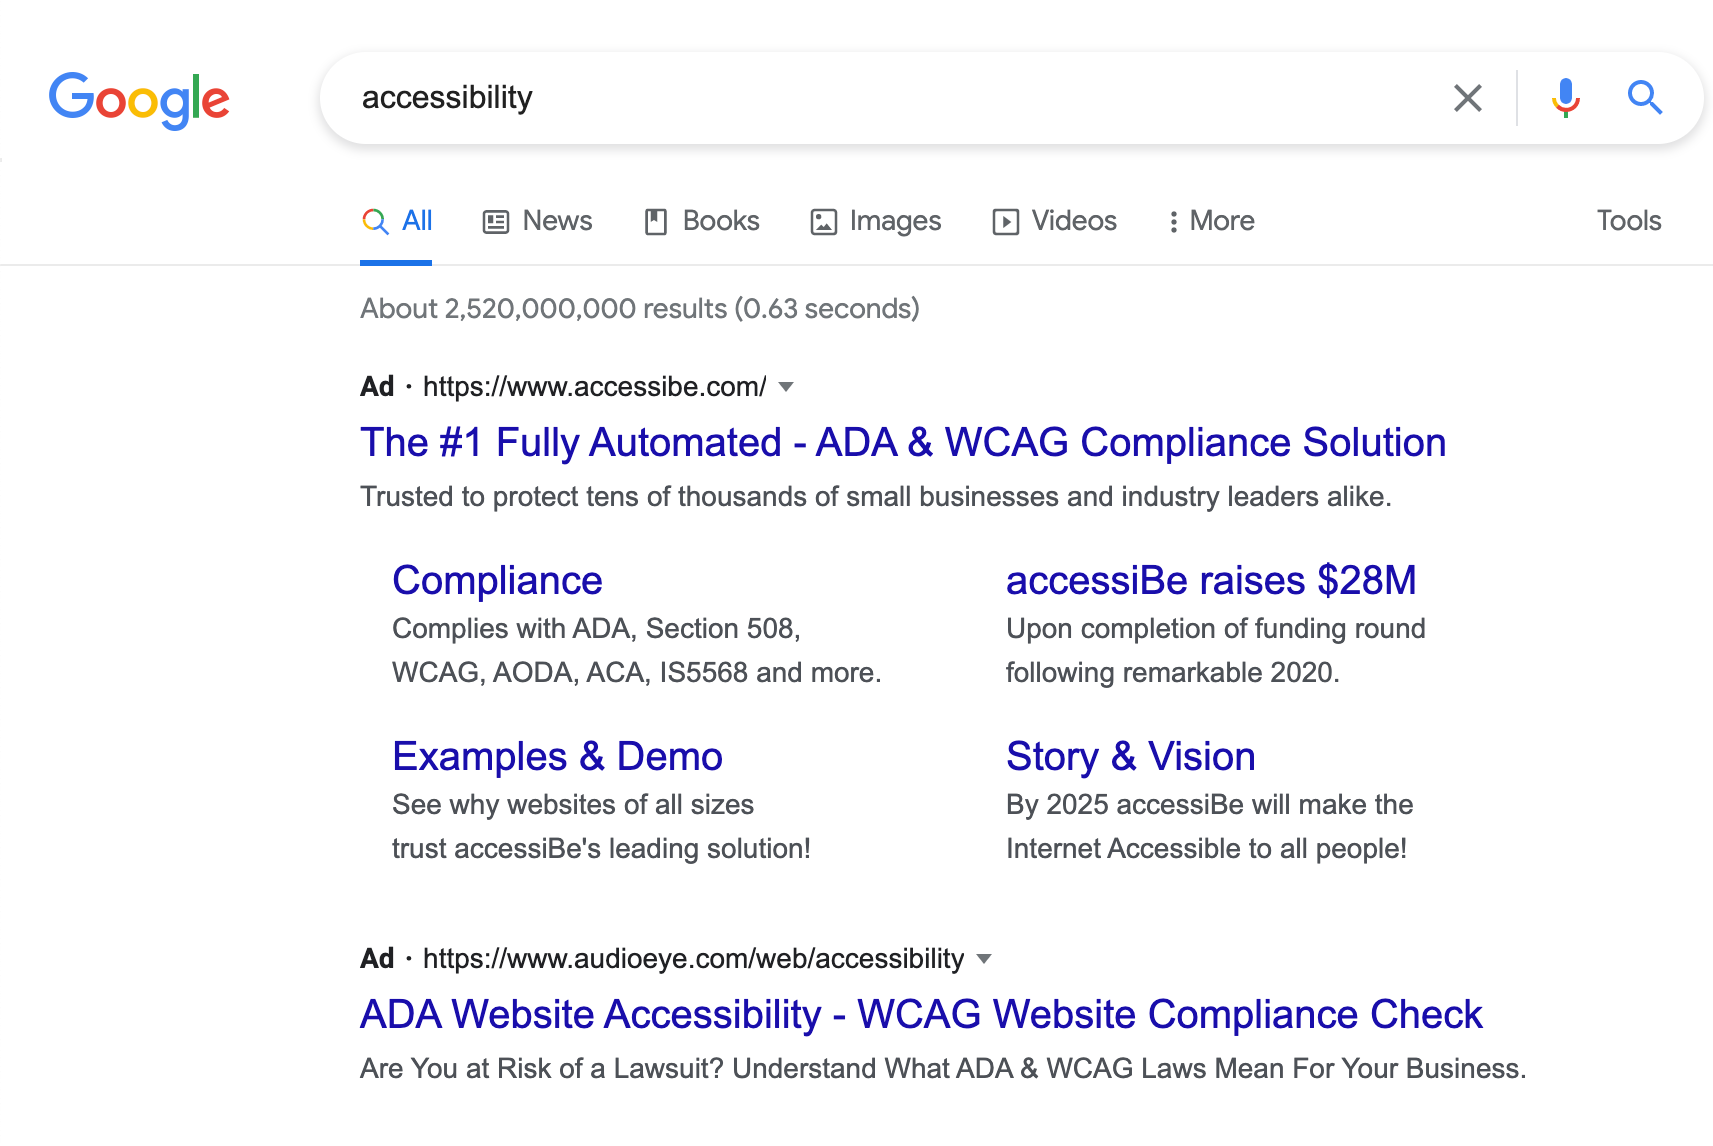 Google
accessibility
All News Books Images Videos More Tools
About 2,520,000,000 results (0.63 seconds)
Ad · https://www.accessibe.com/
The #1 Fully Automated - ADA & WCAG Compliance Solution
Trusted to protect tens of thousands of small businesses and industry leaders alike.
Compliance
Complies with ADA, Section 508,
WCAG, AODA, ACA, IS5568 and more.
accessiBe raises $28M
Upon completion of funding round
following remarkable 2020.
Examples & Demo
See why websites of all sizes
trust accessiBe's leading solution!
Story & Vision
By 2025 accessiBe will make the
Internet Accessible to all people!
Ad · https://www.audioeye.com/web/accessibility
ADA Website Accessibility - WCAG Website Compliance Check
Are You at Risk of a Lawsuit? Understand What ADA & WCAG Laws Mean For Your Business.